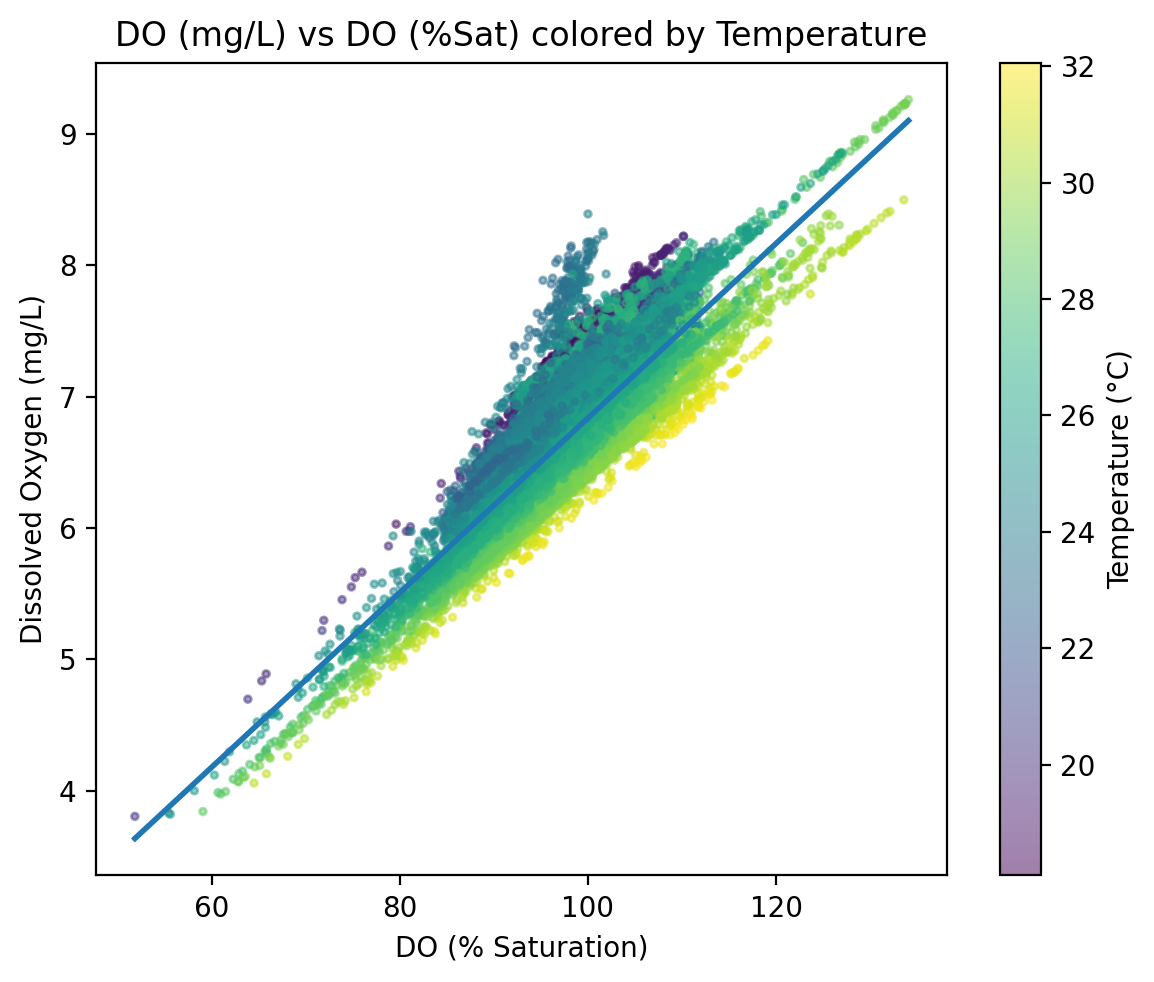 DO (mg/L) vs DO (%Sat) colored by Temperature
9
8
7
6
5
4
Dissolved Oxygen (mg/L)
60 80 100 120
DO (% Saturation)
32
30
28
26
24
22
20
Temperature (°C)